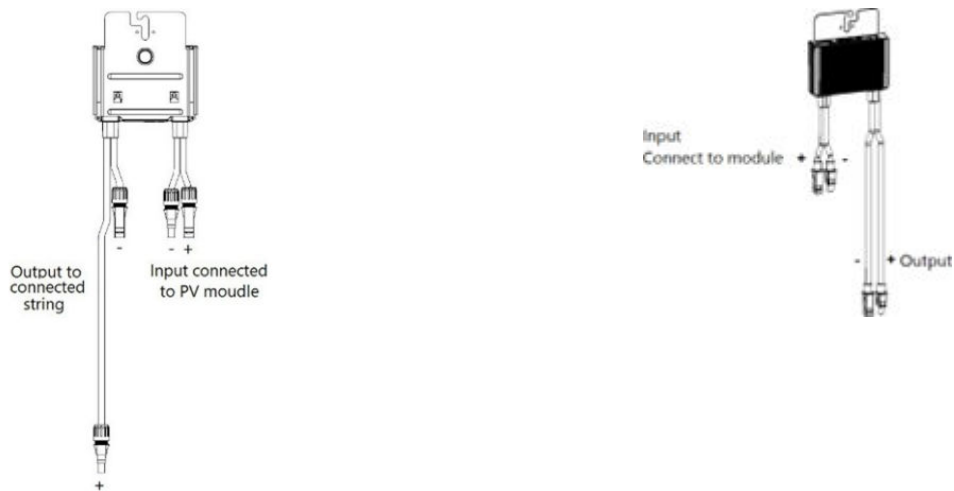 -
- +
Output to
connected
string
Input connected
to PV moudle
+
Input
Connect to module + -
- + Output